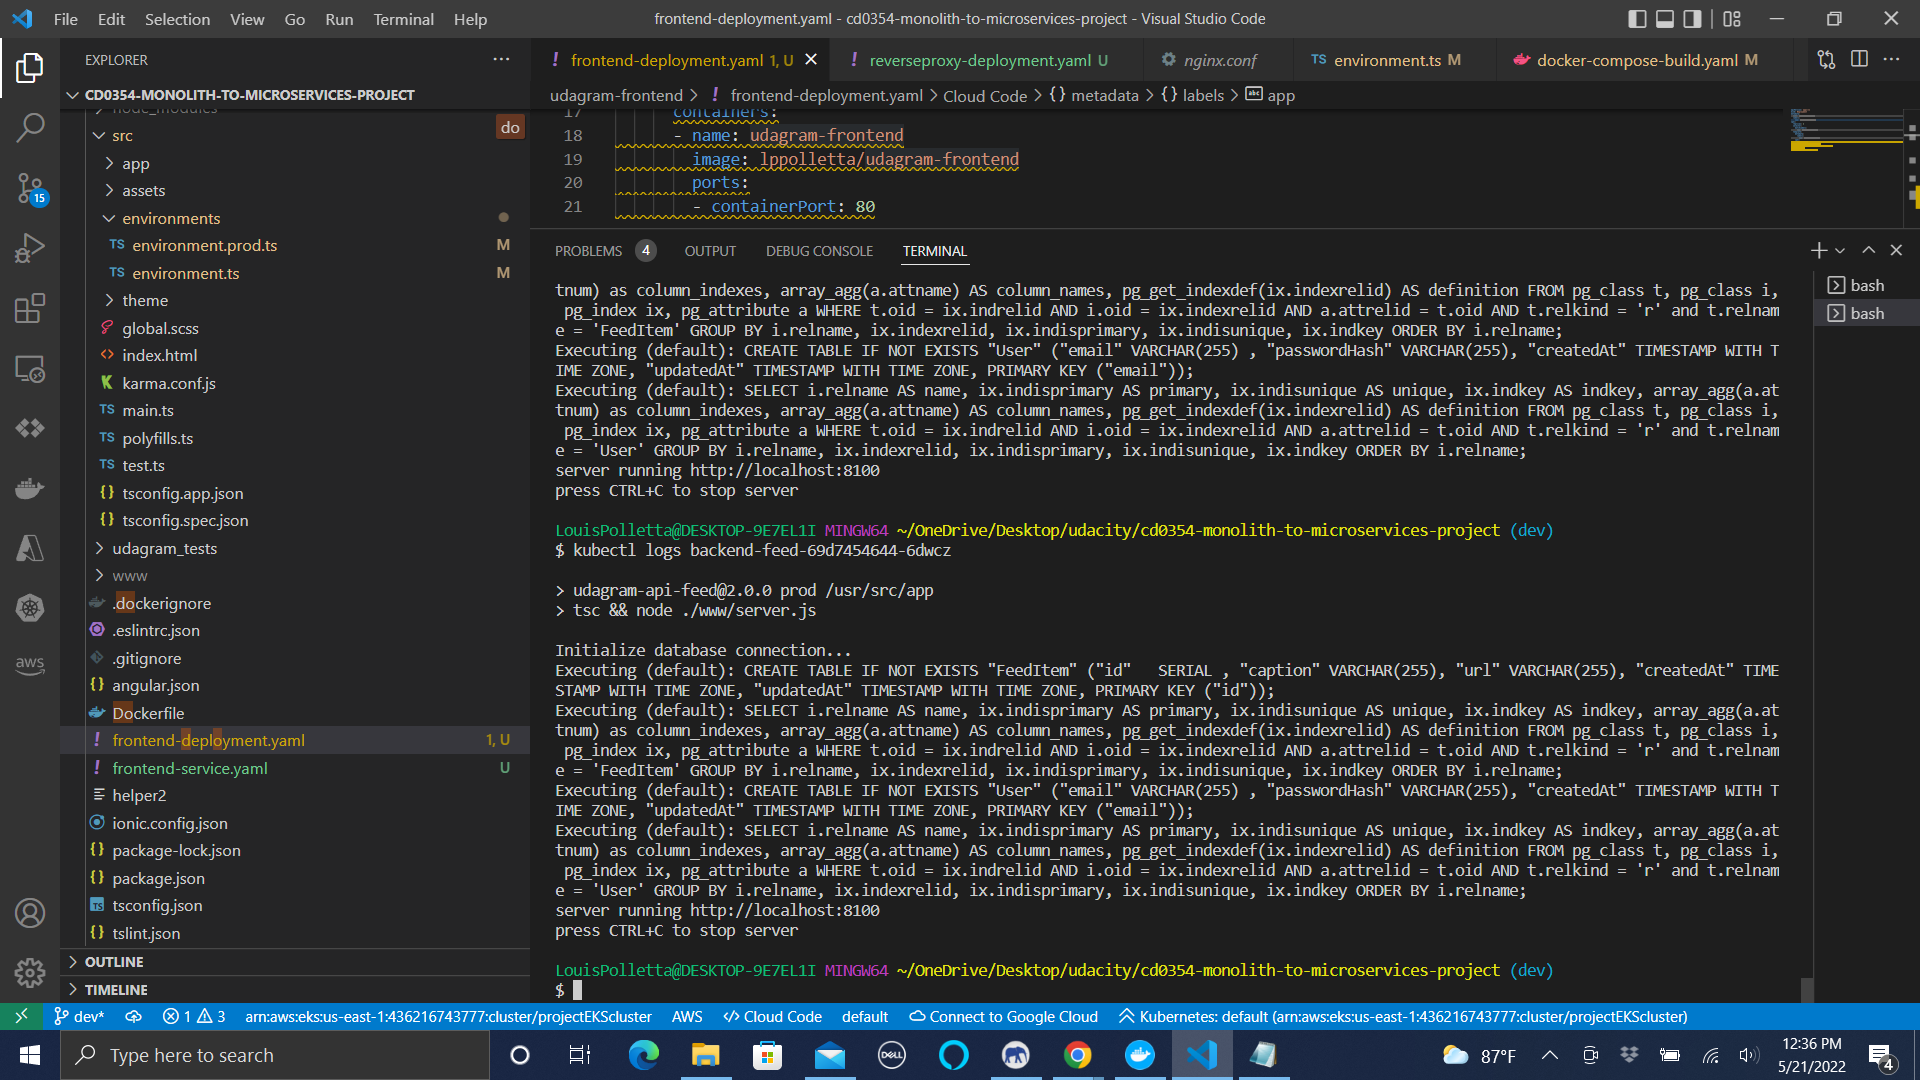 File Edit Selection View Go Run Terminal Help
frontend-deployment.yaml - cd0354-monolith-to-microservices-project - Visual Studio Code
EXPLORER
CD0354-MONOLITH-TO-MICROSERVICES-PROJECT
node_modules
src
do
app
assets
environments
TS environment.prod.ts M
TS environment.ts M
theme
global.scss
index.html
karma.conf.js
TS main.ts
TS polyfills.ts
TS test.ts
{} tsconfig.app.json
{} tsconfig.spec.json
udagram_tests
www
.dockerignore
.eslintrc.json
.gitignore
{} angular.json
Dockerfile
! frontend-deployment.yaml 1, U
! frontend-service.yaml U
helper2
ionic.config.json
{} package-lock.json
{} package.json
TS tsconfig.json
{} tslint.json
OUTLINE
TIMELINE
15
aws
! frontend-deployment.yaml 1, U
! reverseproxy-deployment.yaml U
nginx.conf
TS environment.ts M
docker-compose-build.yaml M
udagram-frontend > ! frontend-deployment.yaml > Cloud Code > {} metadata > {} labels > abc app
17 containers:
18 - name: udagram-frontend
19 image: lppolletta/udagram-frontend
20 ports:
21 - containerPort: 80
PROBLEMS 4 OUTPUT DEBUG CONSOLE TERMINAL
bash
bash
tnum) as column_indexes, array_agg(a.attname) AS column_names, pg_get_indexdef(ix.indexrelid) AS definition FROM pg_class t, pg_class i,
pg_index ix, pg_attribute a WHERE t.oid = ix.indrelid AND i.oid = ix.indexrelid AND a.attrelid = t.oid AND t.relkind = 'r' and t.relnam
e = 'FeedItem' GROUP BY i.relname, ix.indexrelid, ix.indisprimary, ix.indisunique, ix.indkey ORDER BY i.relname;
Executing (default): CREATE TABLE IF NOT EXISTS "User" ("email" VARCHAR(255) , "passwordHash" VARCHAR(255), "createdAt" TIMESTAMP WITH T
IME ZONE, "updatedAt" TIMESTAMP WITH TIME ZONE, PRIMARY KEY ("email"));
Executing (default): SELECT i.relname AS name, ix.indisprimary AS primary, ix.indisunique AS unique, ix.indkey AS indkey, array_agg(a.at
tnum) as column_indexes, array_agg(a.attname) AS column_names, pg_get_indexdef(ix.indexrelid) AS definition FROM pg_class t, pg_class i,
pg_index ix, pg_attribute a WHERE t.oid = ix.indrelid AND i.oid = ix.indexrelid AND a.attrelid = t.oid AND t.relkind = 'r' and t.relnam
e = 'User' GROUP BY i.relname, ix.indexrelid, ix.indisprimary, ix.indisunique, ix.indkey ORDER BY i.relname;
server running http://localhost:8100
press CTRL+C to stop server
LouisPolletta@DESKTOP-9E7EL1I MINGW64 ~/OneDrive/Desktop/udacity/cd0354-monolith-to-microservices-project (dev)
$ kubectl logs backend-feed-69d7454644-6dwcz
> udagram-api-feed@2.0.0 prod /usr/src/app
> tsc && node ./www/server.js
Initialize database connection...
Executing (default): CREATE TABLE IF NOT EXISTS "FeedItem" ("id"   SERIAL , "caption" VARCHAR(255), "url" VARCHAR(255), "createdAt" TIME
STAMP WITH TIME ZONE, "updatedAt" TIMESTAMP WITH TIME ZONE, PRIMARY KEY ("id"));
Executing (default): SELECT i.relname AS name, ix.indisprimary AS primary, ix.indisunique AS unique, ix.indkey AS indkey, array_agg(a.at
tnum) as column_indexes, array_agg(a.attname) AS column_names, pg_get_indexdef(ix.indexrelid) AS definition FROM pg_class t, pg_class i,
pg_index ix, pg_attribute a WHERE t.oid = ix.indrelid AND i.oid = ix.indexrelid AND a.attrelid = t.oid AND t.relkind = 'r' and t.relnam
e = 'FeedItem' GROUP BY i.relname, ix.indexrelid, ix.indisprimary, ix.indisunique, ix.indkey ORDER BY i.relname;
Executing (default): CREATE TABLE IF NOT EXISTS "User" ("email" VARCHAR(255) , "passwordHash" VARCHAR(255), "createdAt" TIMESTAMP WITH T
IME ZONE, "updatedAt" TIMESTAMP WITH TIME ZONE, PRIMARY KEY ("email"));
Executing (default): SELECT i.relname AS name, ix.indisprimary AS primary, ix.indisunique AS unique, ix.indkey AS indkey, array_agg(a.at
tnum) as column_indexes, array_agg(a.attname) AS column_names, pg_get_indexdef(ix.indexrelid) AS definition FROM pg_class t, pg_class i,
pg_index ix, pg_attribute a WHERE t.oid = ix.indrelid AND i.oid = ix.indexrelid AND a.attrelid = t.oid AND t.relkind = 'r' and t.relnam
e = 'User' GROUP BY i.relname, ix.indexrelid, ix.indisprimary, ix.indisunique, ix.indkey ORDER BY i.relname;
server running http://localhost:8100
press CTRL+C to stop server
LouisPolletta@DESKTOP-9E7EL1I MINGW64 ~/OneDrive/Desktop/udacity/cd0354-monolith-to-microservices-project (dev)
$
dev* 1 3 arn:aws:eks:us-east-1:436216743777:cluster/projectEKScluster AWS </> Cloud Code default Connect to Google Cloud Kubernetes: default (arn:aws:eks:us-east-1:436216743777:cluster/projectEKScluster)
Type here to search
DELL
87°F
12:36 PM
5/21/2022
4